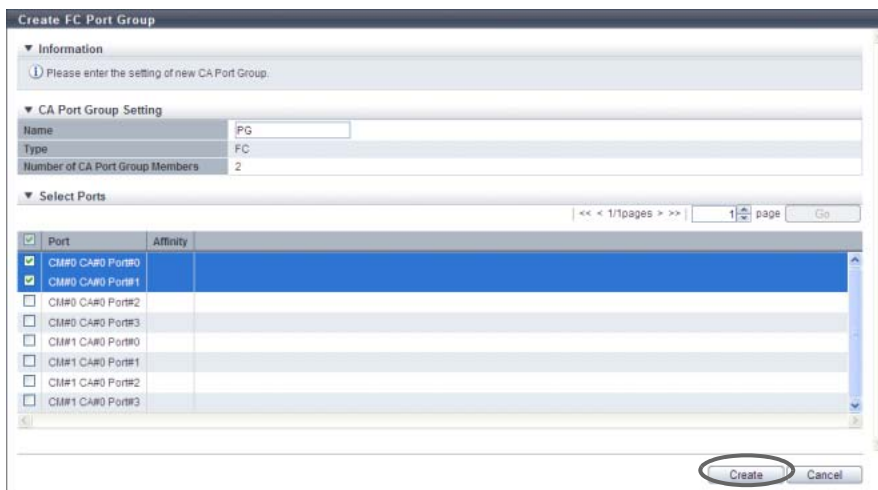 Create FC Port Group
Information
Please enter the setting of new CA Port Group.
CA Port Group Setting
Name PG
Type FC
Number of CA Port Group Members 2
Select Ports
| << < 1/1pages > >> | 1 page Go
Port Affinity
CM#0 CA#0 Port#0
CM#0 CA#0 Port#1
CM#0 CA#0 Port#2
CM#0 CA#0 Port#3
CM#1 CA#0 Port#0
CM#1 CA#0 Port#1
CM#1 CA#0 Port#2
CM#1 CA#0 Port#3
Create Cancel